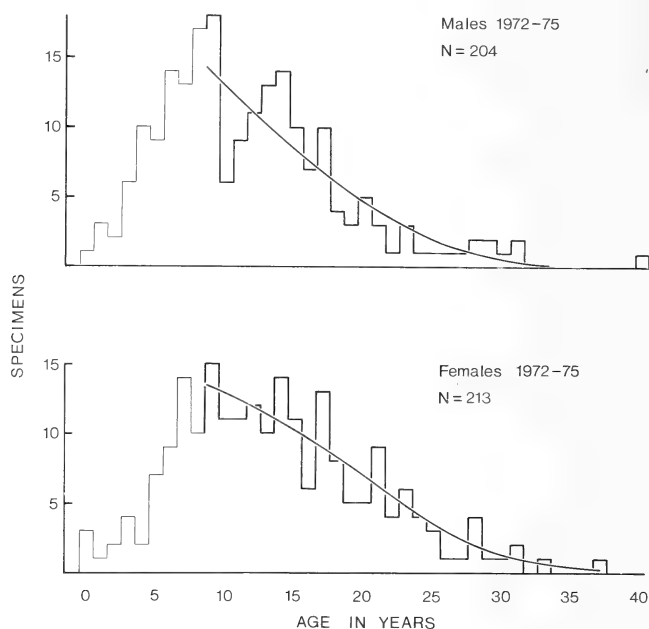 Males 1972-75
N = 204
15
10
5
SPECIMENS
Females 1972-75
N = 213
15
10
5
0 5 10 15 20 25 30 35 40
AGE IN YEARS